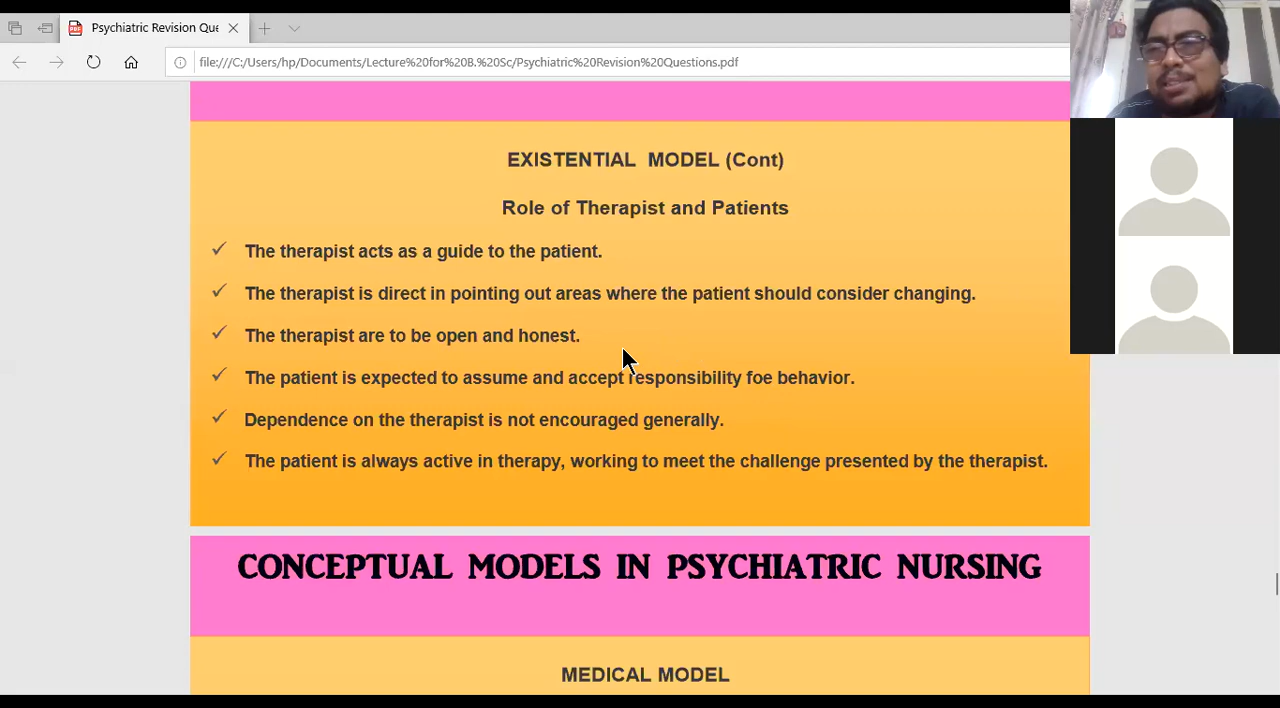 Psychiatric Revision Que
file:///C:/Users/hp/Documents/Lecture%20for%20B.%20Sc/Psychiatric%20Revision%20Questions.pdf
EXISTENTIAL MODEL (Cont)
Role of Therapist and Patients
✓ The therapist acts as a guide to the patient.
✓ The therapist is direct in pointing out areas where the patient should consider changing.
✓ The therapist are to be open and honest.
✓ The patient is expected to assume and accept responsibility foe behavior.
✓ Dependence on the therapist is not encouraged generally.
✓ The patient is always active in therapy, working to meet the challenge presented by the therapist.
CONCEPTUAL MODELS IN PSYCHIATRIC NURSING
MEDICAL MODEL